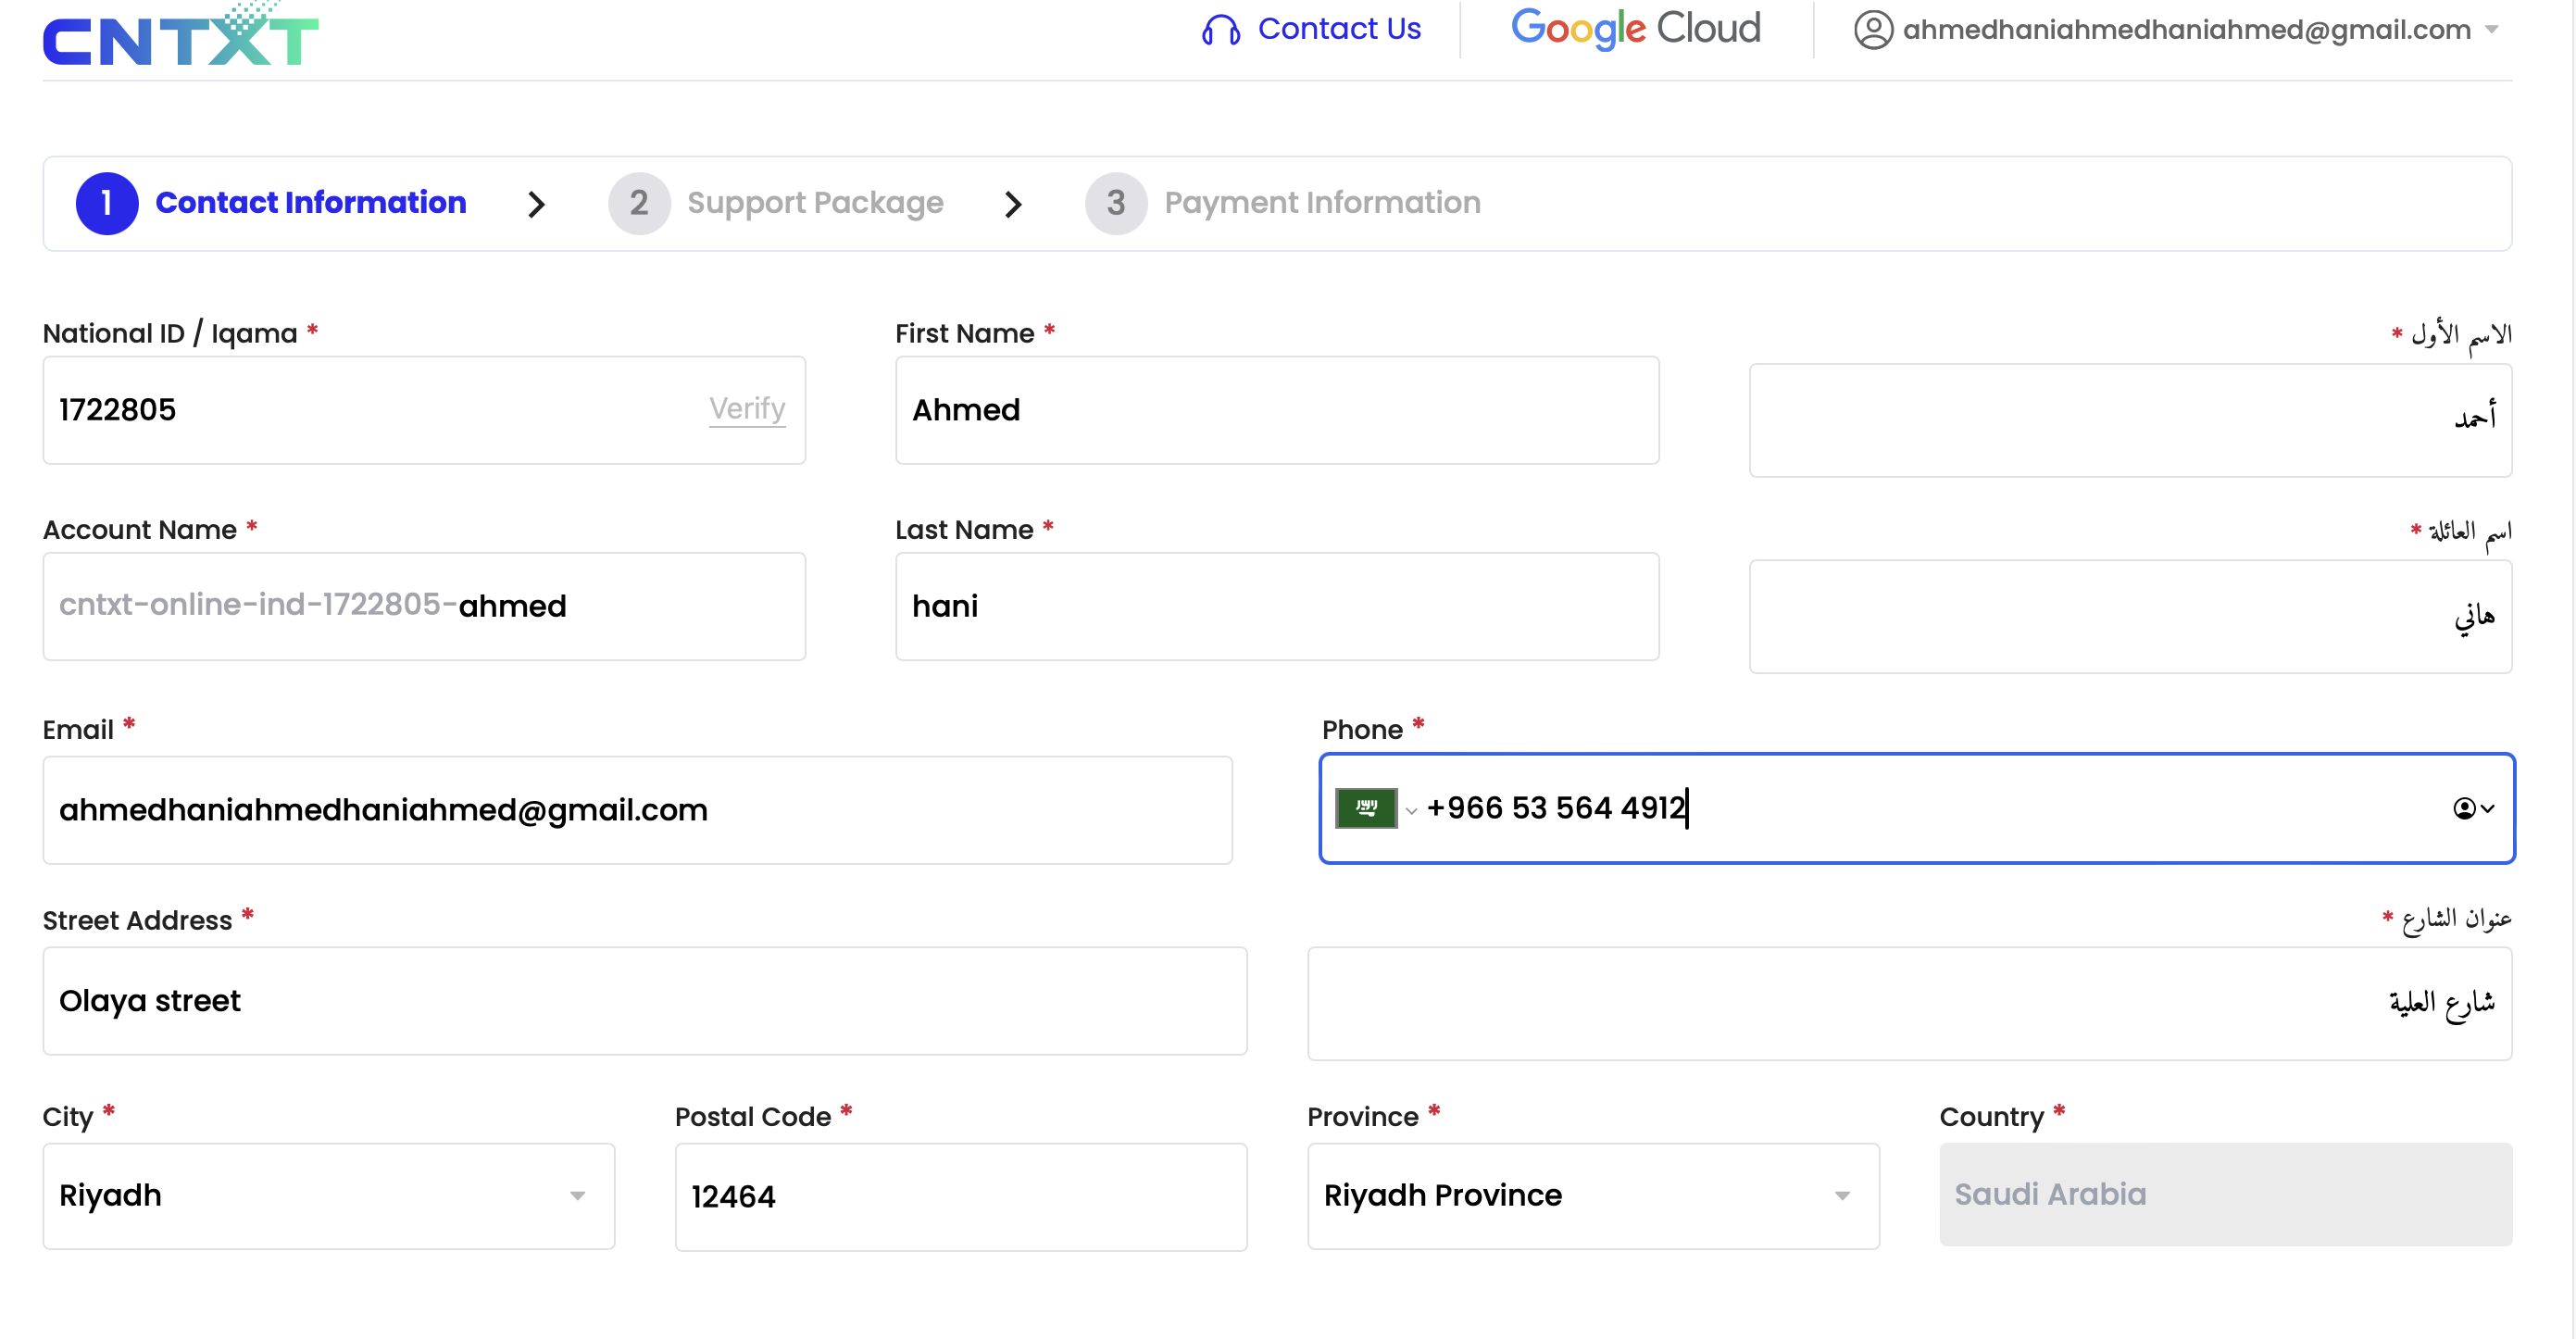 CNTXT
Contact Us
Google Cloud
ahmedhaniahmedhaniahmed@gmail.com
1 Contact Information
2 Support Package
3 Payment Information
National ID / Iqama *
First Name *
الاسم الأول *
1722805
Verify
Ahmed
أحمد
Account Name *
Last Name *
اسم العائلة *
cntxt-online-ind-1722805-ahmed
hani
هاني
Email *
Phone *
ahmedhaniahmedhaniahmed@gmail.com
+966 53 564 4912
Street Address *
عنوان الشارع *
Olaya street
شارع العلية
City *
Postal Code *
Province *
Country *
Riyadh
12464
Riyadh Province
Saudi Arabia